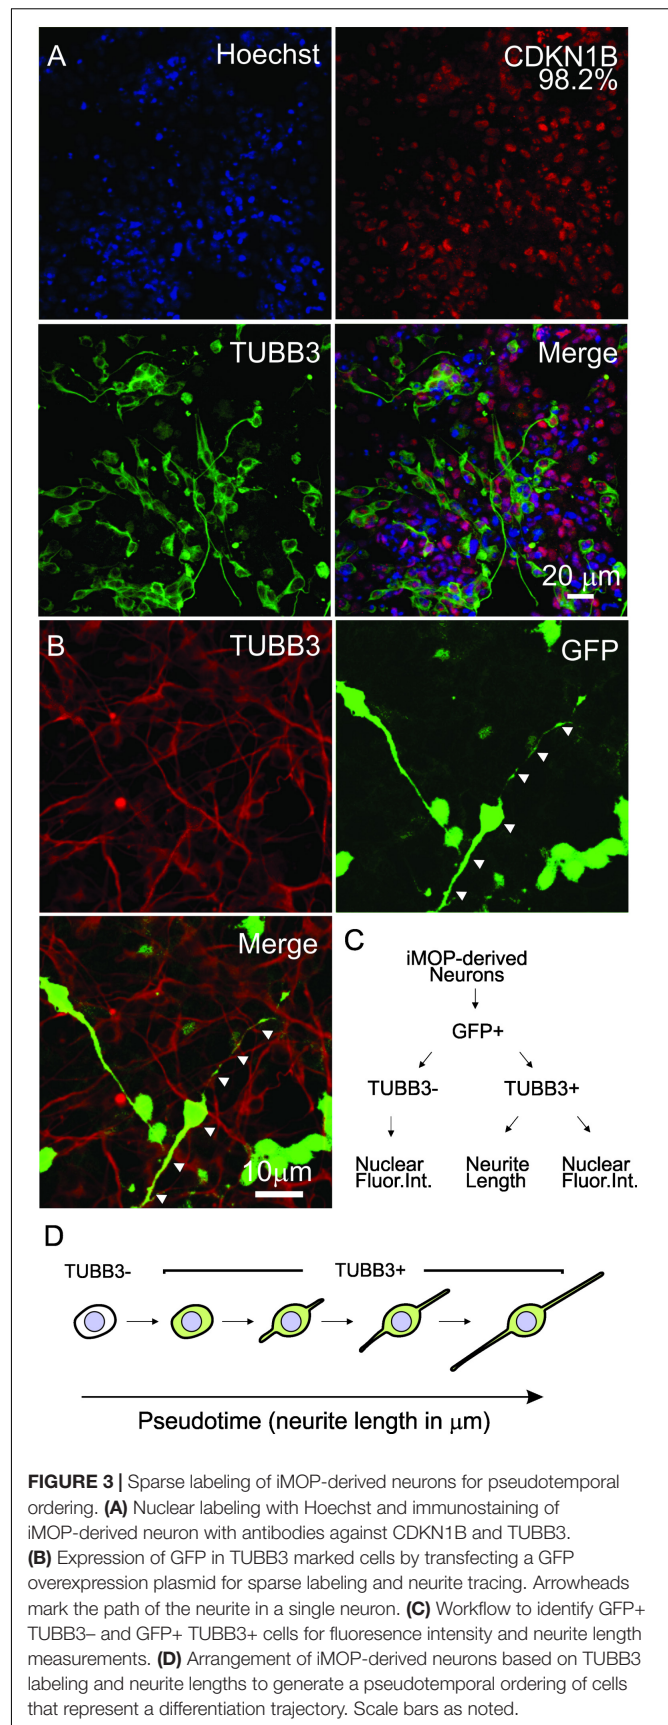 A
Hoechst
CDKN1B
98.2%
TUBB3
Merge
20 μm
B
TUBB3
GFP
Merge
10μm
C
iMOP-derived
Neurons
GFP+
TUBB3-
TUBB3+
Nuclear
Fluor.Int.
Neurite
Length
Nuclear
Fluor.Int.
D
TUBB3-
TUBB3+
Pseudotime (neurite length in μm)
FIGURE 3 | Sparse labeling of iMOP-derived neurons for pseudotemporal
ordering. (A) Nuclear labeling with Hoechst and immunostaining of
iMOP-derived neuron with antibodies against CDKN1B and TUBB3.
(B) Expression of GFP in TUBB3 marked cells by transfecting a GFP
overexpression plasmid for sparse labeling and neurite tracing. Arrowheads
mark the path of the neurite in a single neuron. (C) Workflow to identify GFP+
TUBB3– and GFP+ TUBB3+ cells for fluoresence intensity and neurite length
measurements. (D) Arrangement of iMOP-derived neurons based on TUBB3
labeling and neurite lengths to generate a pseudotemporal ordering of cells
that represent a differentiation trajectory. Scale bars as noted.